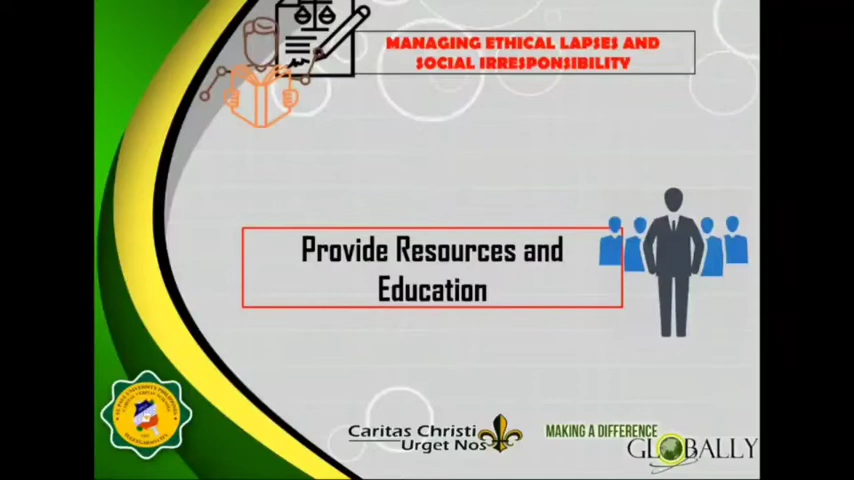 MANAGING ETHICAL LAPSES AND
SOCIAL IRRESPONSIBILITY
Provide Resources and
Education
Caritas Christi
Urget Nos
MAKING A DIFFERENCE
GLOBALLY